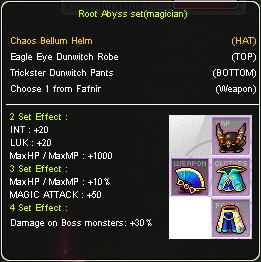 Root Abyss set(magician)
Chaos Bellum Helm (HAT)
Eagle Eye Dunwitch Robe (TOP)
Trickster Dunwitch Pants (BOTTOM)
Choose 1 from Fafnir (Weapon)
2 Set Effect :
INT : +20
LUK : +20
MaxHP / MaxMP : +1000
3 Set Effect :
MaxHP / MaxMP : +10%
MAGIC ATTACK : +50
4 Set Effect :
Damage on Boss monsters: +30%
CAP
WEAPON CLOTHES